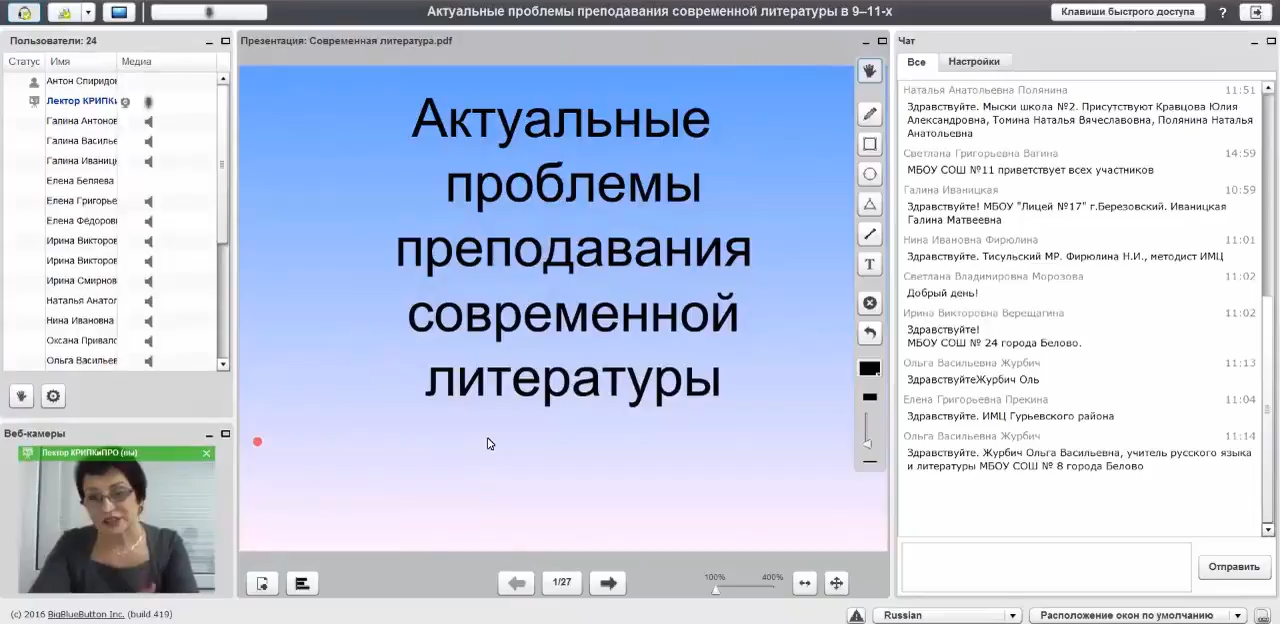 Актуальные проблемы преподавания современной литературы в 9–11-х
Клавиши быстрого доступа
?
Пользователи: 24
Статус Имя Медиа
Антон Спиридон
Лектор КРИПКи
Галина Антонов
Галина Василье
Галина Иваницк
Елена Беляева
Елена Григорье
Елена Федорові
Ирина Викторов
Ирина Викторов
Ирина Смирнов
Наталья Анатол
Нина Ивановна
Оксана Привало
Ольга Васильев
Веб-камеры
Лектор КРИПКиПРО (вы)
Презентация: Современная литература.pdf
Актуальные
проблемы
преподавания
современной
литературы
T
1/27
100% 400%
Чат
Все Настройки
Наталья Анатольевна Полянина 11:51
Здравствуйте. Мыски школа №2. Присутствуют Кравцова Юлия
Александровна, Томина Наталья Вячеславовна, Полянина Наталья
Анатольевна
Светлана Григорьевна Вагина 14:59
МБОУ СОШ №11 приветствует всех участников
Галина Иваницкая 10:59
Здравствуйте! МБОУ "Лицей №17" г.Березовский. Иваницкая
Галина Матвеевна
Нина Ивановна Фирюлина 11:01
Здравствуйте. Тисульский МР. Фирюлина Н.И., методист ИМЦ
Светлана Владимировна Морозова 11:02
Добрый день!
Ирина Викторовна Верещагина 11:02
Здравствуйте!
МБОУ СОШ № 24 города Белово.
Ольга Васильевна Журбич 11:13
ЗдравствуйтеЖурбич Оль
Елена Григорьевна Прекина 11:04
Здравствуйте. ИМЦ Гурьевского района
Ольга Васильевна Журбич 11:14
Здравствуйте. Журбич Ольга Васильевна, учитель русского языка
и литературы МБОУ СОШ № 8 города Белово
Отправить
(c) 2016 BigBlueButton Inc. (build 419)
Russian
Расположение окон по умолчанию